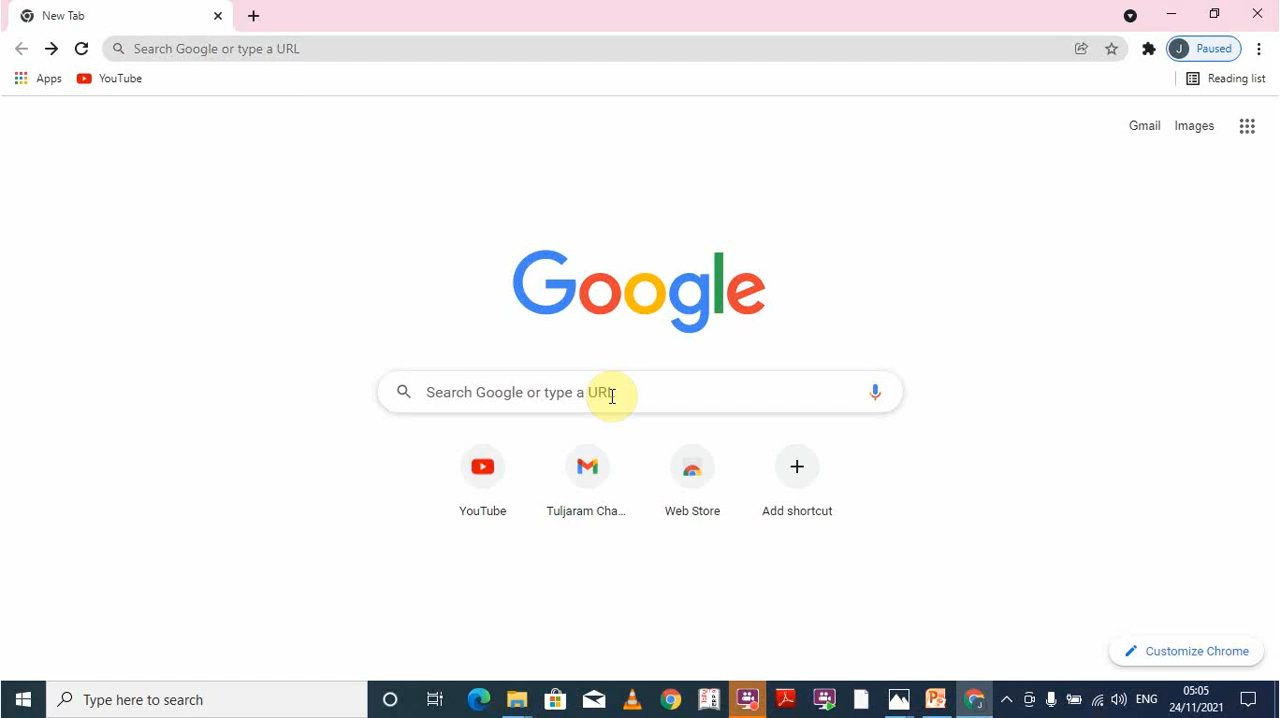 New Tab
Search Google or type a URL
J Paused
Apps YouTube Reading list
Gmail Images
Google
Search Google or type a URL
YouTube Tuljaram Cha... Web Store Add shortcut
Customize Chrome
Type here to search
ENG
05:05
24/11/2021